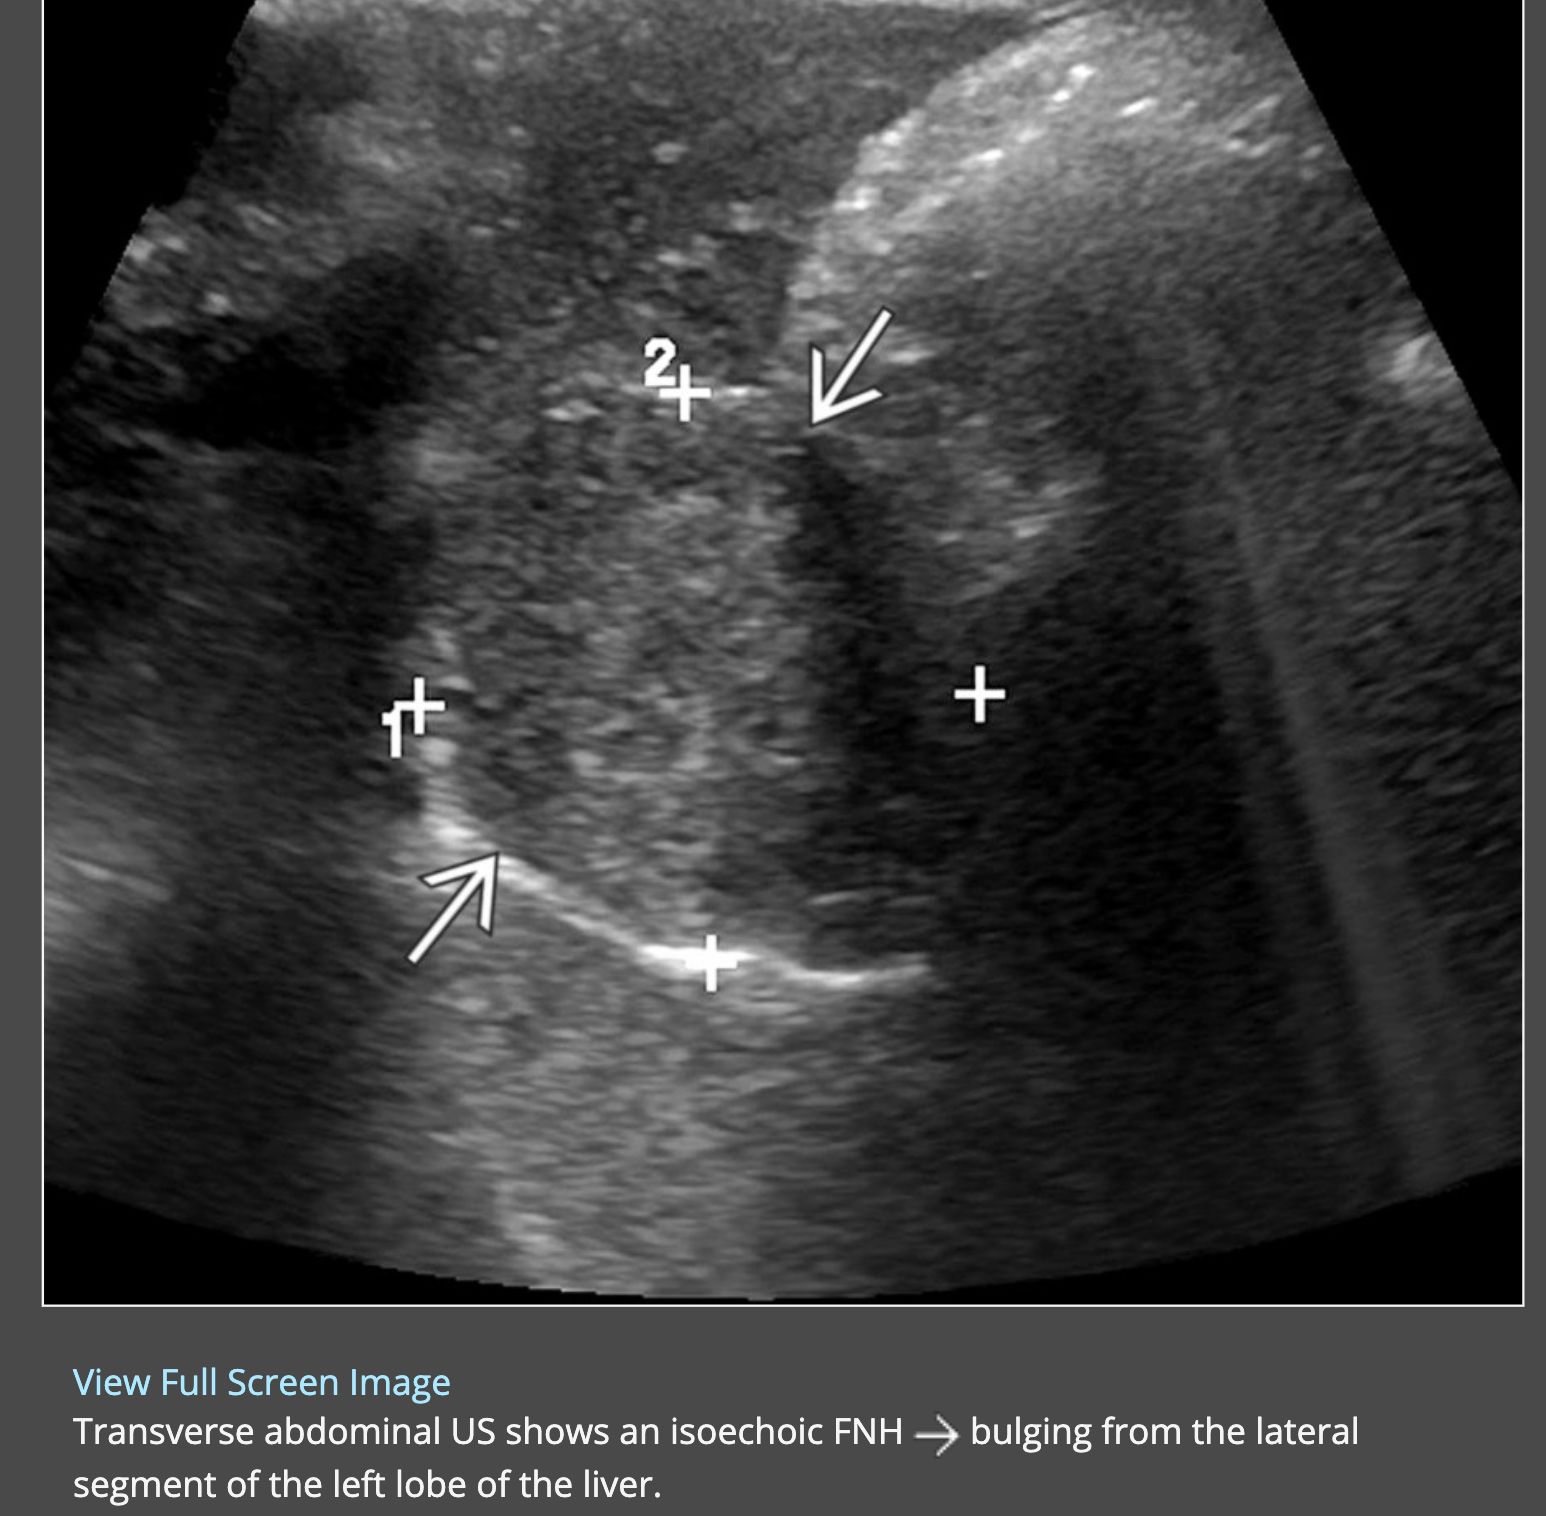 2
1
View Full Screen Image
Transverse abdominal US shows an isoechoic FNH → bulging from the lateral
segment of the left lobe of the liver.